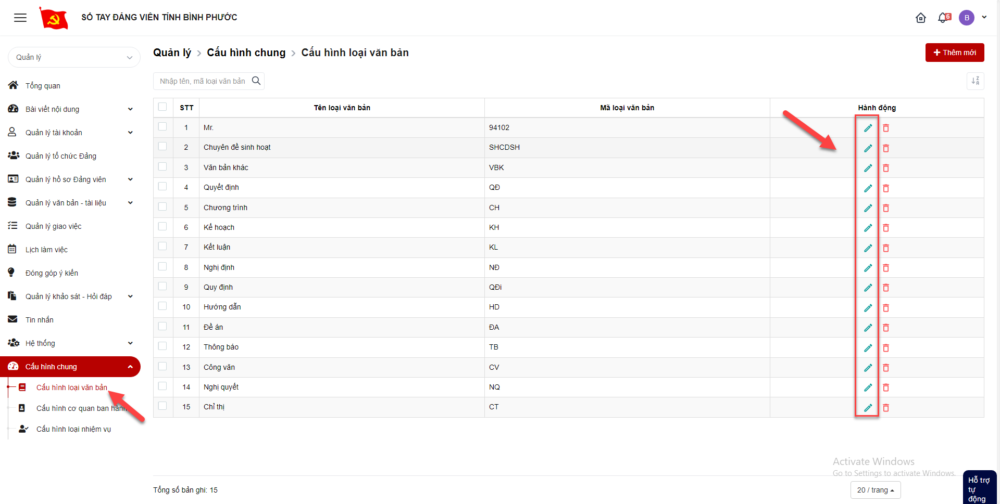 SỔ TAY ĐẢNG VIÊN TỈNH BÌNH PHƯỚC
6
B
Quản lý
Quản lý > Cấu hình chung > Cấu hình loại văn bản
Thêm mới
Tổng quan
Bài viết nội dung
Quản lý tài khoản
Quản lý tổ chức Đảng
Quản lý hồ sơ Đảng viên
Quản lý văn bản - tài liệu
Quản lý giao việc
Lịch làm việc
Đóng góp ý kiến
Quản lý khảo sát - Hỏi đáp
Tin nhắn
Hệ thống
Cấu hình chung
Cấu hình loại văn bản
Cấu hình cơ quan ban hành
Cấu hình loại nhiệm vụ
Nhập tên, mã loại văn bản
Z
A
STT Tên loại văn bản Mã loại văn bản Hành động
1 Mr. 94102
2 Chuyên đề sinh hoạt SHCDSH
3 Văn bản khác VBK
4 Quyết định QĐ
5 Chương trình CH
6 Kế hoạch KH
7 Kết luận KL
8 Nghị định NĐ
9 Quy định QĐi
10 Hướng dẫn HD
11 Đề án ĐA
12 Thông báo TB
13 Công văn CV
14 Nghị quyết NQ
15 Chỉ thị CT
Activate Windows
Go to Settings to activate Windows.
Tổng số bản ghi: 15
20 / trang
Hỗ trợ
tự
động